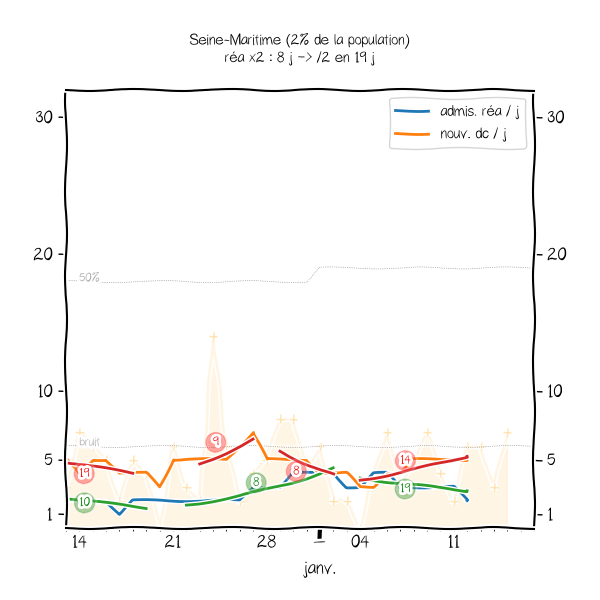 Seine-Maritime (2% de la population)
réa x2 : 8 j -> /2 en 19 j
admis. réa / j
nouv. dc / j
30 30
20 20
50%
10 10
bruit
5 5
1 1
9
8
8
14
19
19
10
14 21 28 1 04 11
janv.